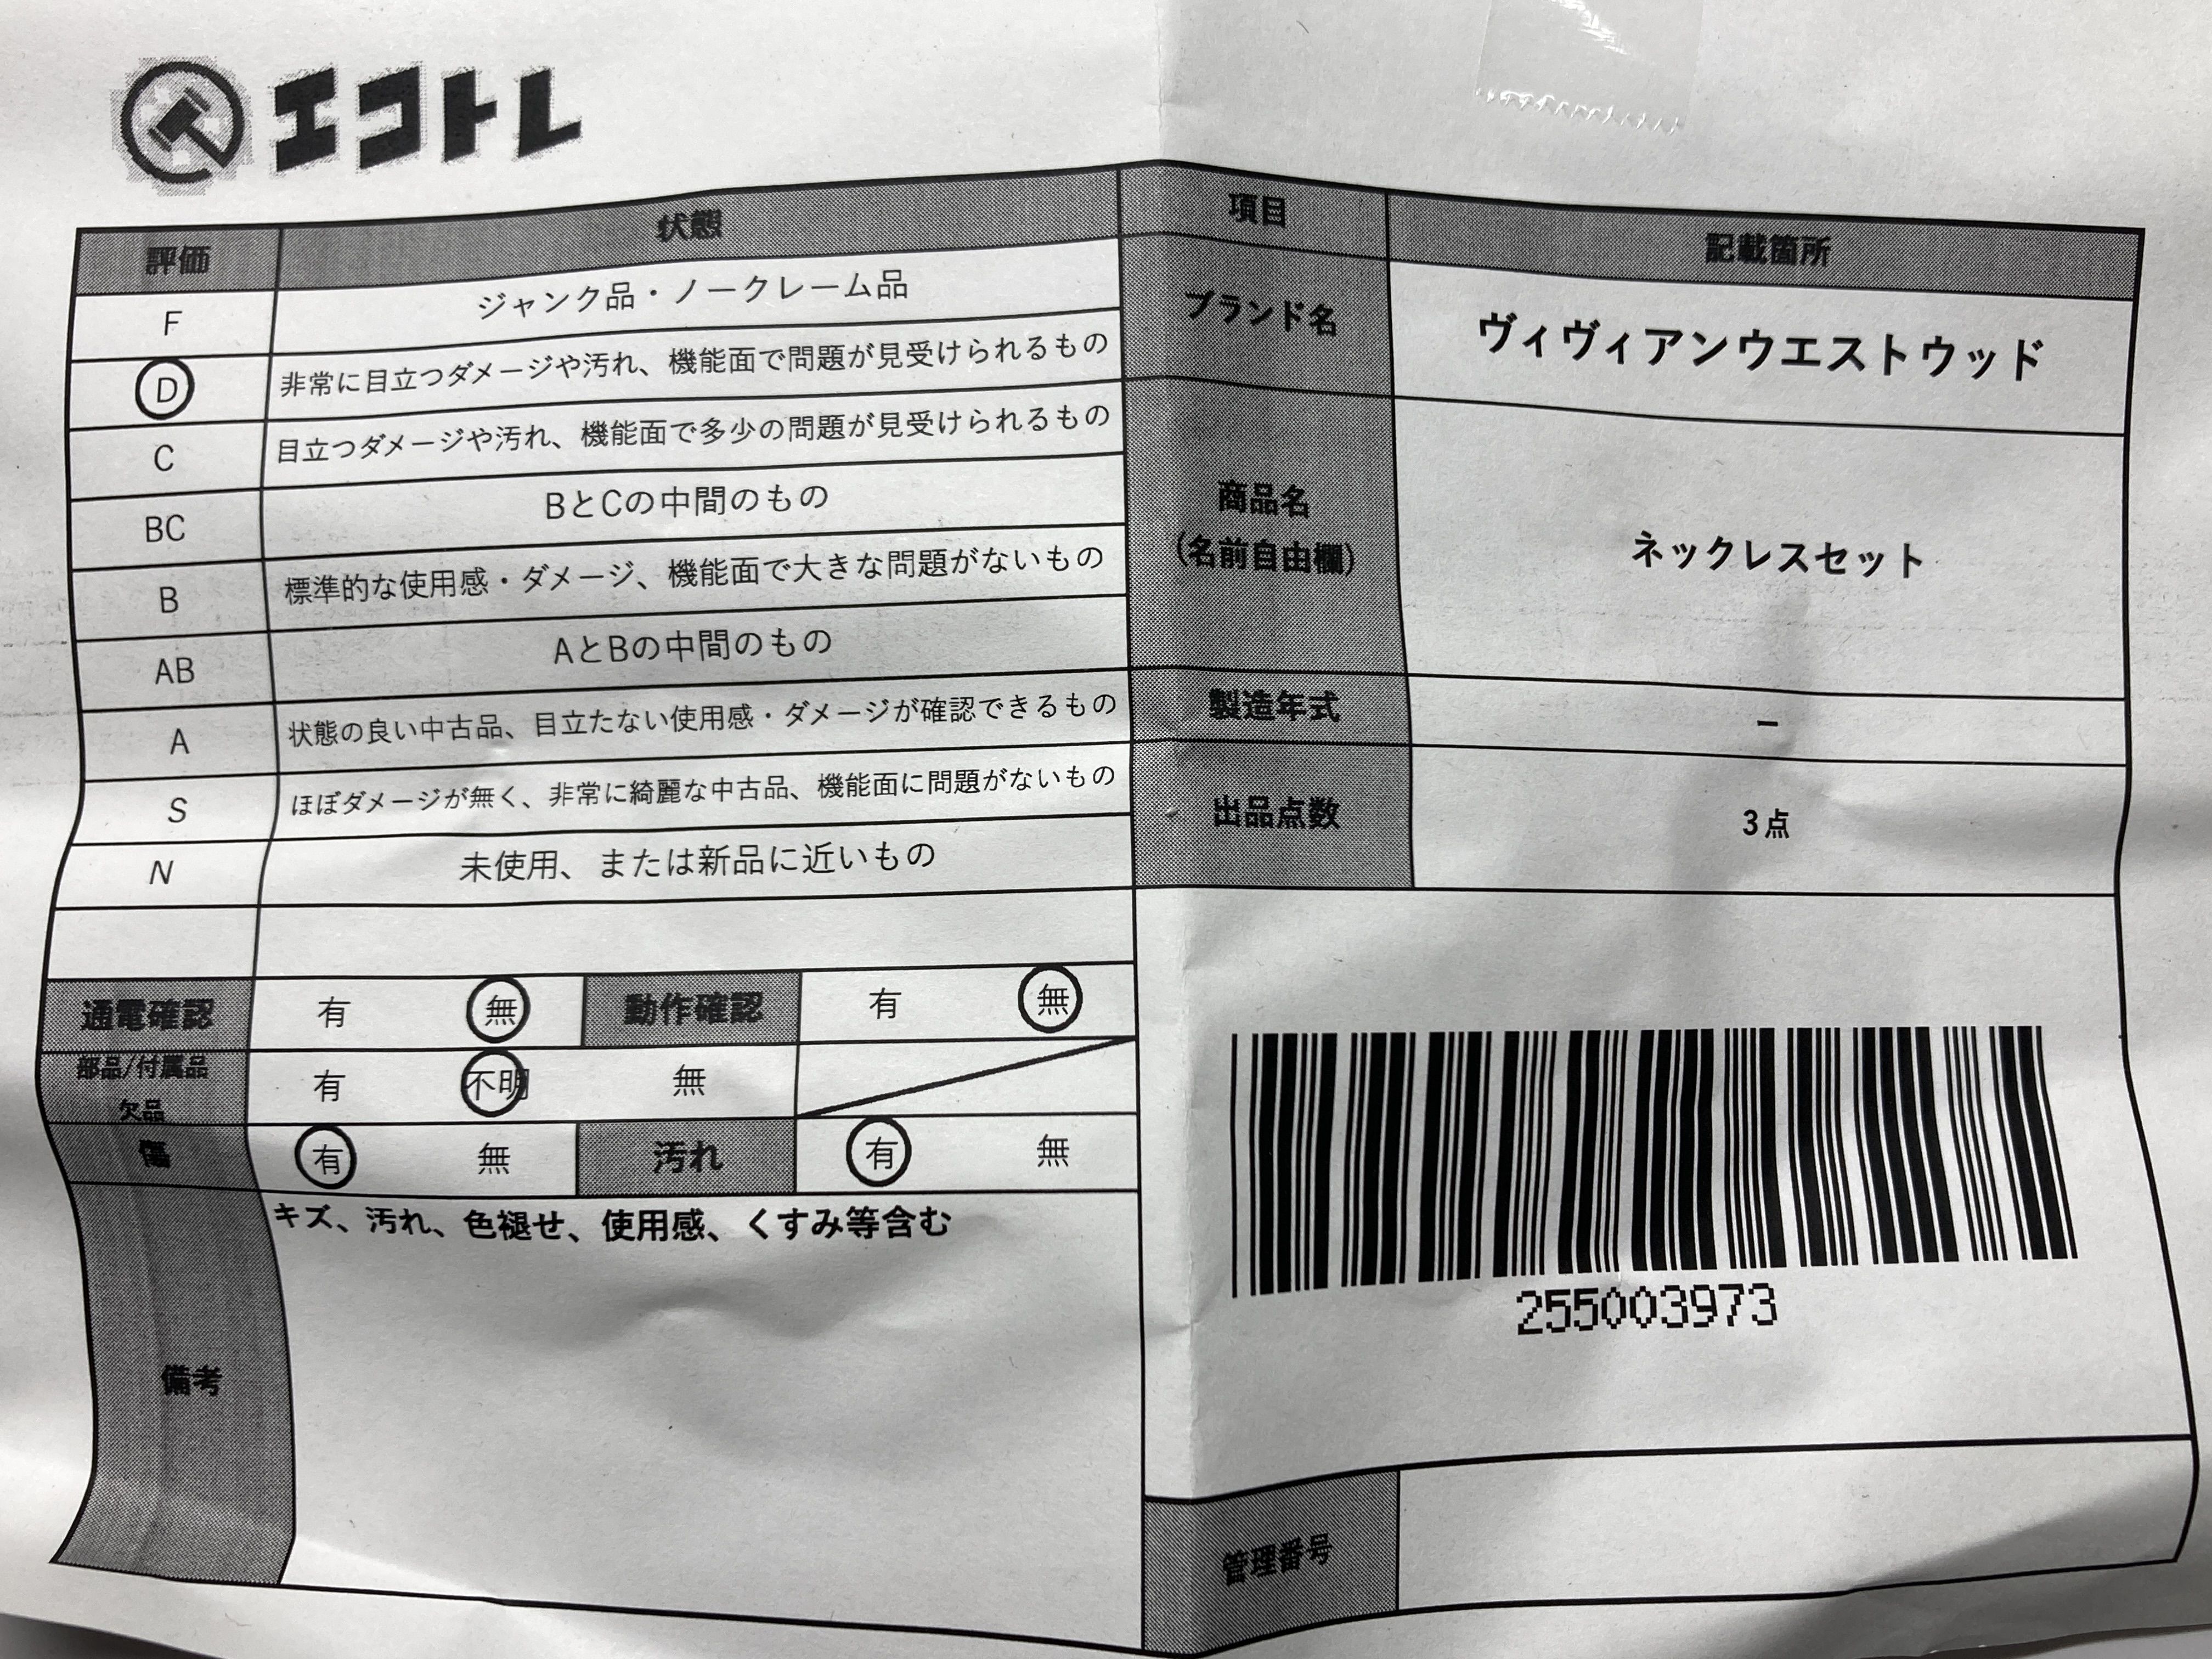 エコトレ
評価 状態
F ジャンク品・ノークレーム品
D 非常に目立つダメージや汚れ、機能面で問題が見受けられるもの
C 目立つダメージや汚れ、機能面で多少の問題が見受けられるもの
BC BとCの中間のもの
B 標準的な使用感・ダメージ、機能面で大きな問題がないもの
AB AとBの中間のもの
A 状態の良い中古品、目立たない使用感・ダメージが確認できるもの
S ほぼダメージが無く、非常に綺麗な中古品、機能面に問題がないもの
N 未使用、または新品に近いもの
通電確認 有 無 動作確認 有 無
部品/付属品
欠品 有 不明 無
傷 有 無 汚れ 有 無
備考 キズ、汚れ、色褪せ、使用感、くすみ等含む
項目 記載箇所
ブランド名 ヴィヴィアンウエストウッド
商品名
(名前自由欄) ネックレスセット
製造年式 ー
出品点数 3点
255003973
管理番号